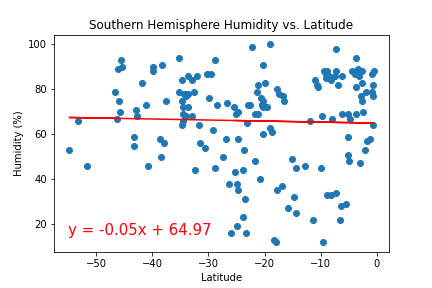 Southern Hemisphere Humidity vs. Latitude
100
80
60
40
20
Humidity (%)
y = -0.05x + 64.97
−50
−40
−30
−20
−10
0
Latitude